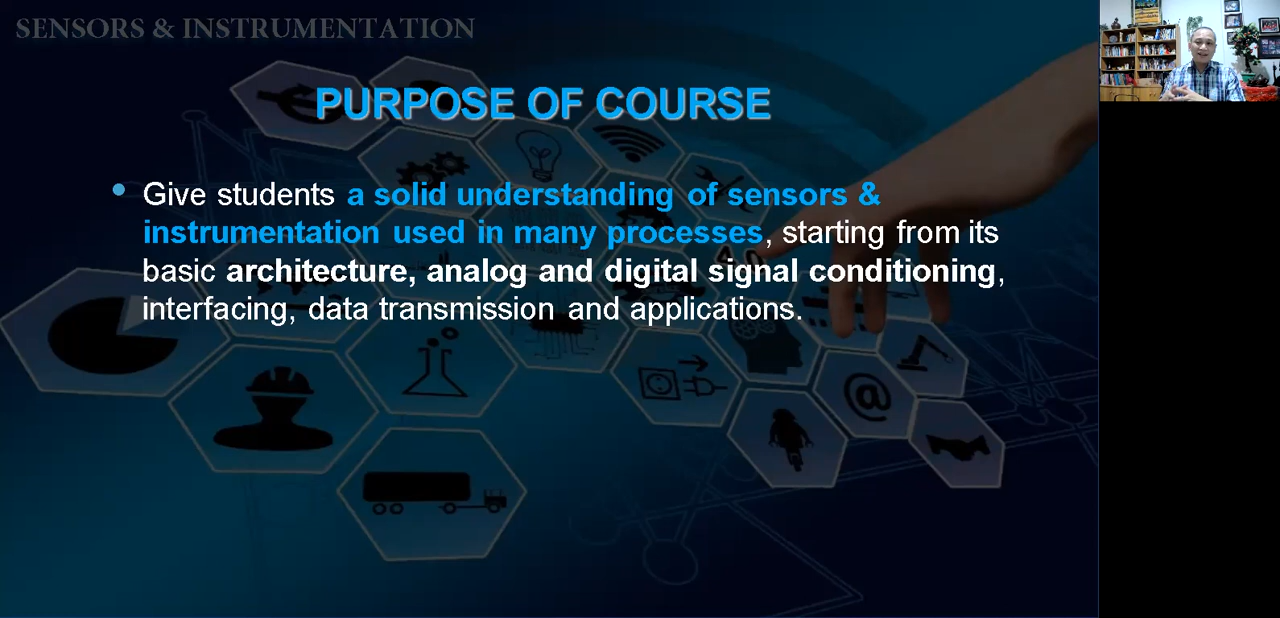 SENSORS & INSTRUMENTATION
PURPOSE OF COURSE
• Give students a solid understanding of sensors &
instrumentation used in many processes, starting from its
basic architecture, analog and digital signal conditioning,
interfacing, data transmission and applications.
@